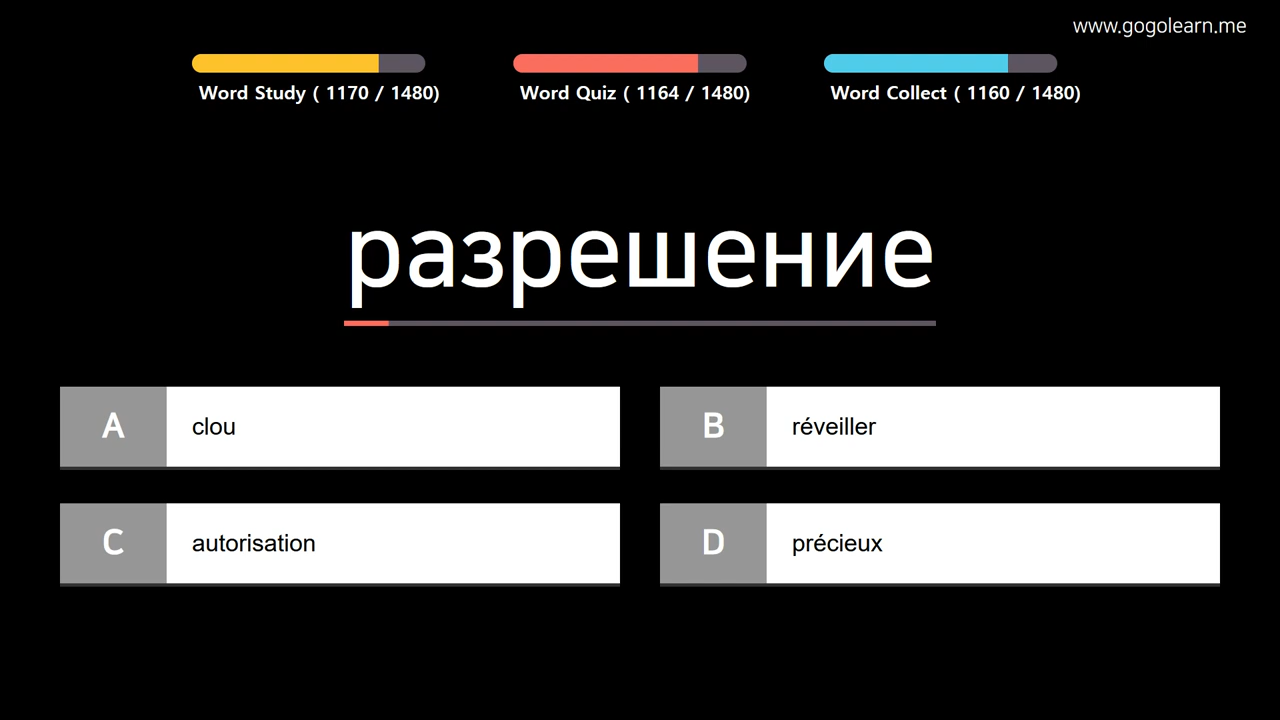 www.gogolearn.me
Word Study ( 1170 / 1480)
Word Quiz ( 1164 / 1480)
Word Collect ( 1160 / 1480)
разрешение
A clou
B réveiller
C autorisation
D précieux